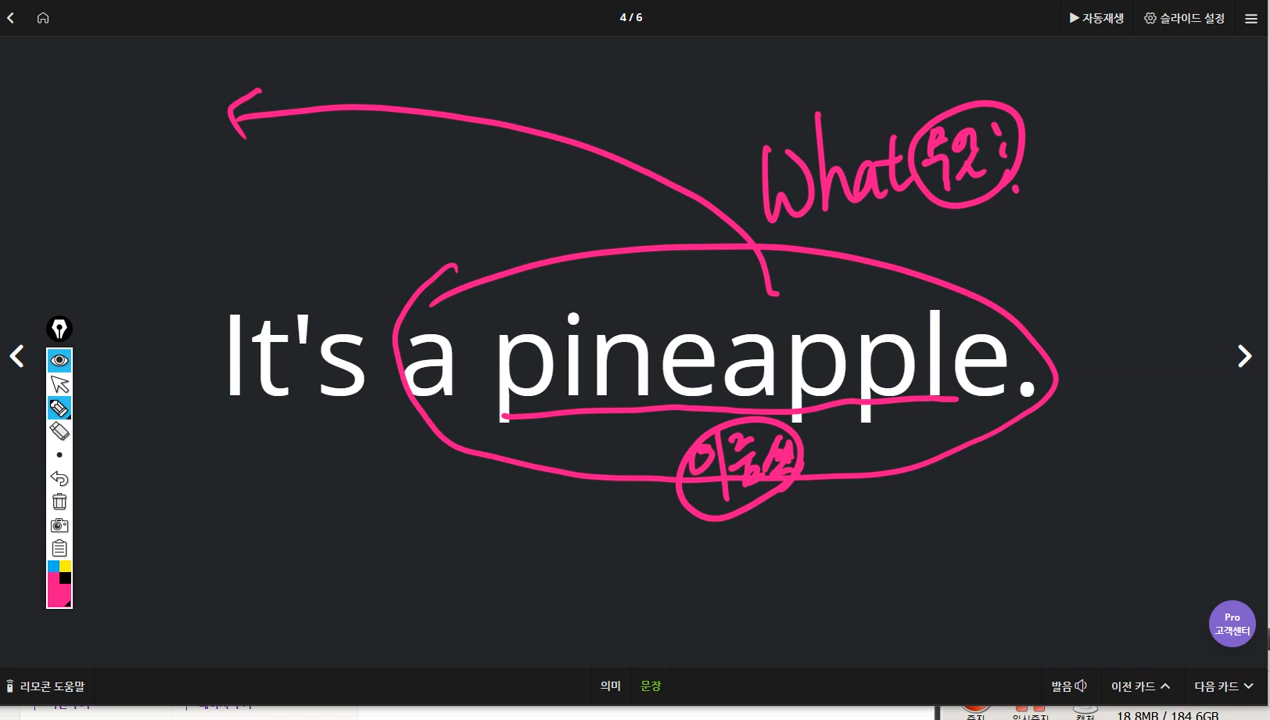 4 / 6
자동재생
슬라이드 설정
What 무엇
It's a pineapple.
Pro
고객센터
리모콘 도움말
의미
문장
발음
이전 카드
다음 카드
18.8MB / 184.6GB